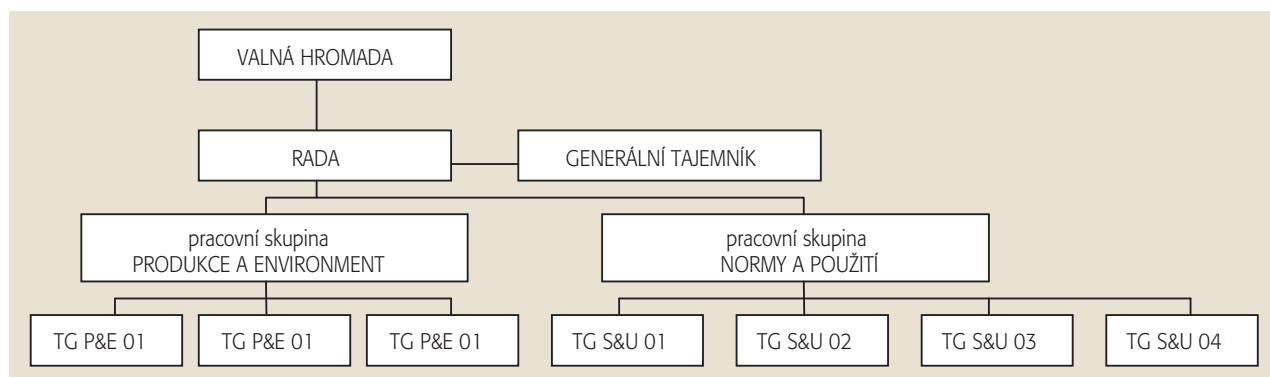 VALNÁ HROMADA
RADA
GENERÁLNÍ TAJEMNÍK
pracovní skupina
PRODUKCE A ENVIRONMENT
pracovní skupina
NORMY A POUŽITÍ
TG P&E 01
TG P&E 01
TG P&E 01
TG S&U 01
TG S&U 02
TG S&U 03
TG S&U 04